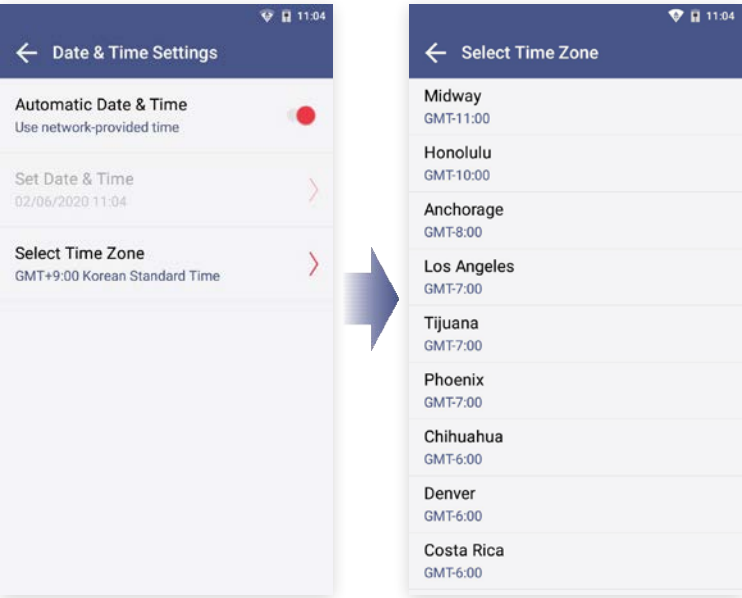 11:04
Date & Time Settings
Automatic Date & Time
Use network-provided time
Set Date & Time
02/06/2020 11:04
Select Time Zone
GMT+9:00 Korean Standard Time
11:04
Select Time Zone
Midway
GMT-11:00
Honolulu
GMT-10:00
Anchorage
GMT-8:00
Los Angeles
GMT-7:00
Tijuana
GMT-7:00
Phoenix
GMT-7:00
Chihuahua
GMT-6:00
Denver
GMT-6:00
Costa Rica
GMT-6:00